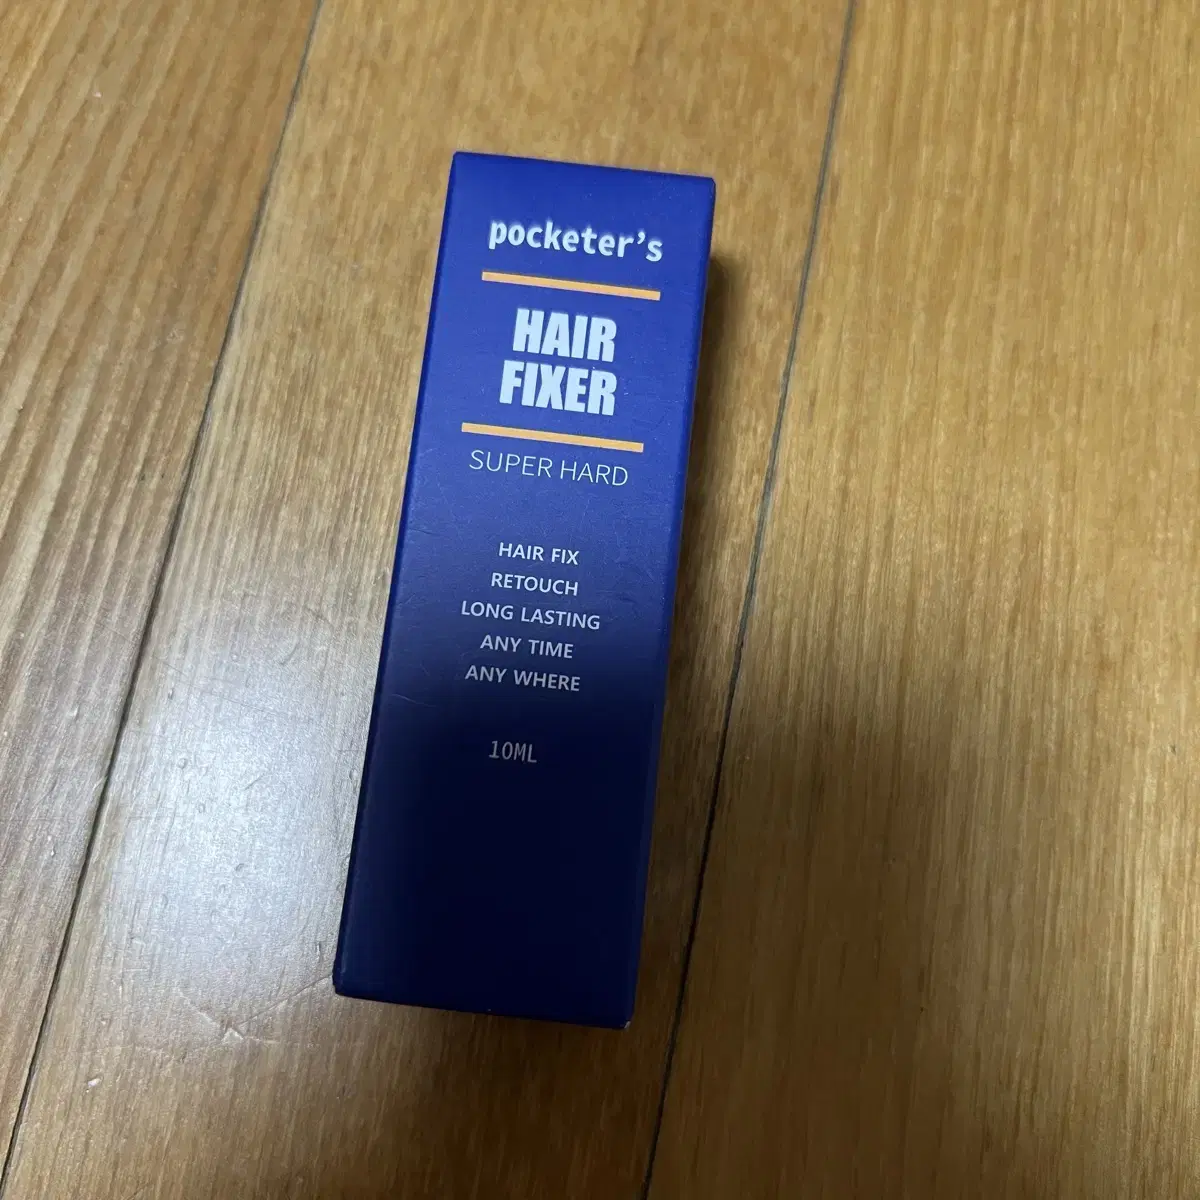 pocketer's
HAIR
FIXER
SUPER HARD
HAIR FIX
RETOUCH
LONG LASTING
ANY TIME
ANY WHERE
10ML